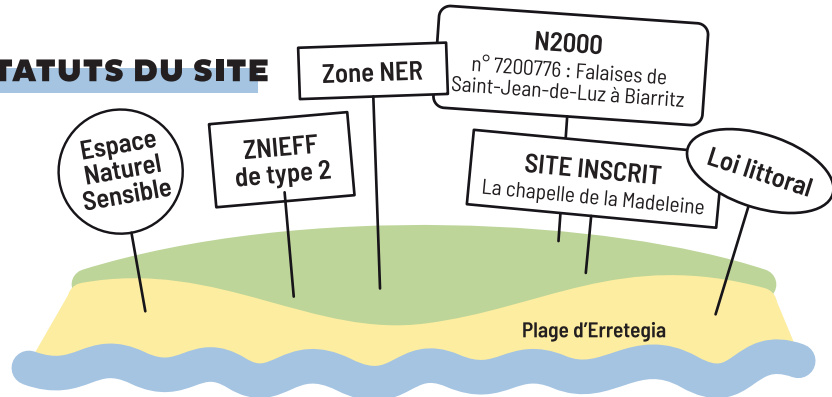 TATUTS DU SITE
Espace
Naturel
Sensible
ZNIEFF
de type 2
Zone NER
N2000
n° 7200776 : Falaises de
Saint-Jean-de-Luz à Biarritz
SITE INSCRIT
La chapelle de la Madeleine
Loi littoral
Plage d'Erretegia